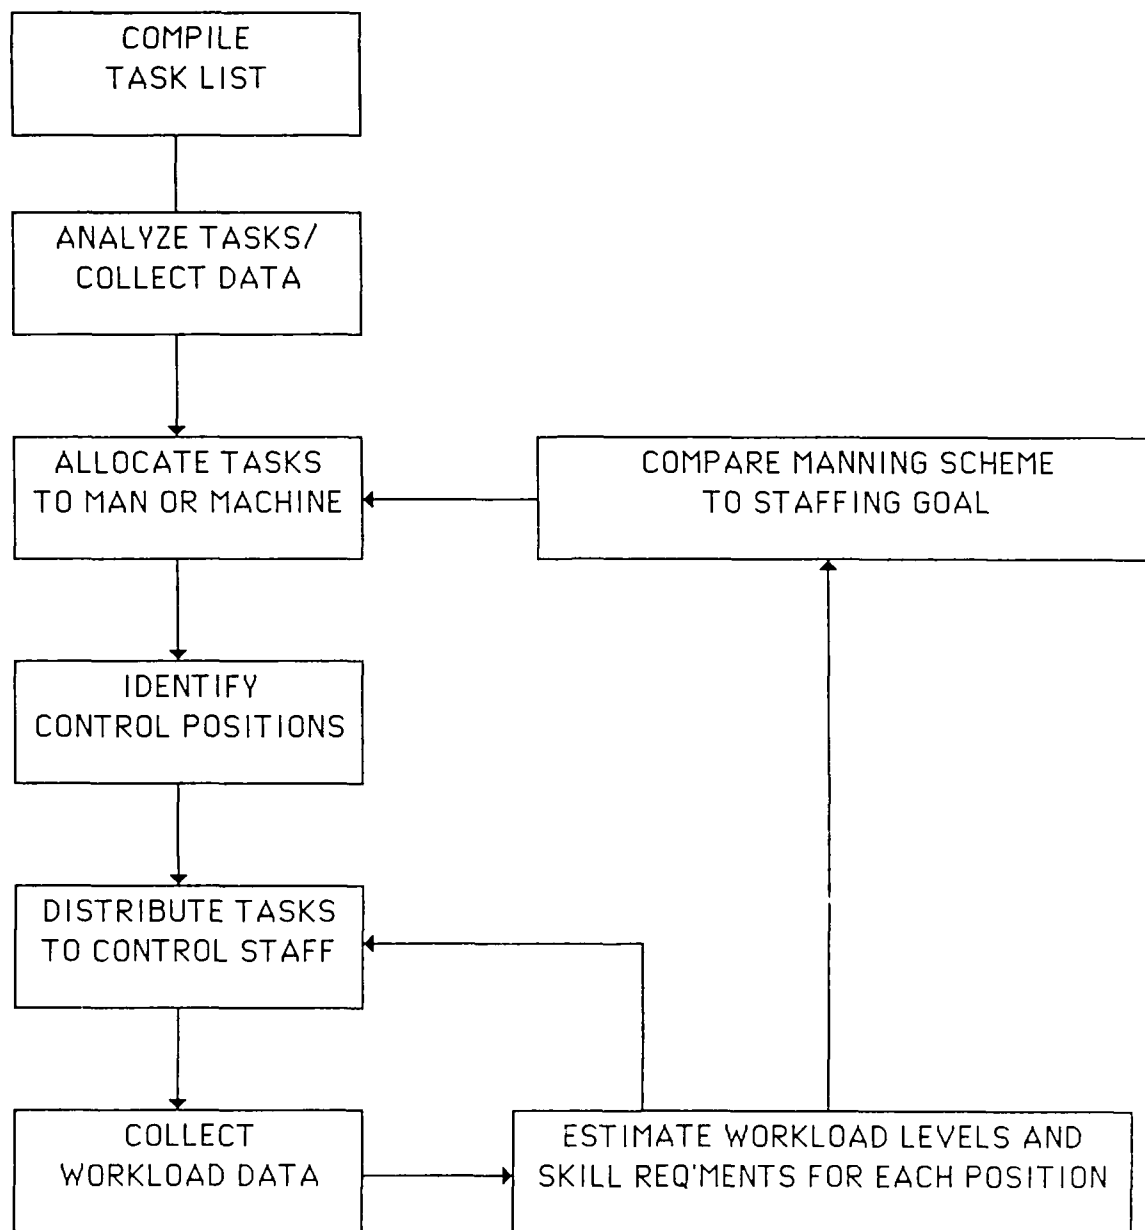 COMPILE
TASK LIST
ANALYZE TASKS/
COLLECT DATA
ALLOCATE TASKS
TO MAN OR MACHINE
COMPARE MANNING SCHEME
TO STAFFING GOAL
IDENTIFY
CONTROL POSITIONS
DISTRIBUTE TASKS
TO CONTROL STAFF
COLLECT
WORKLOAD DATA
ESTIMATE WORKLOAD LEVELS AND
SKILL REQ'MENTS FOR EACH POSITION